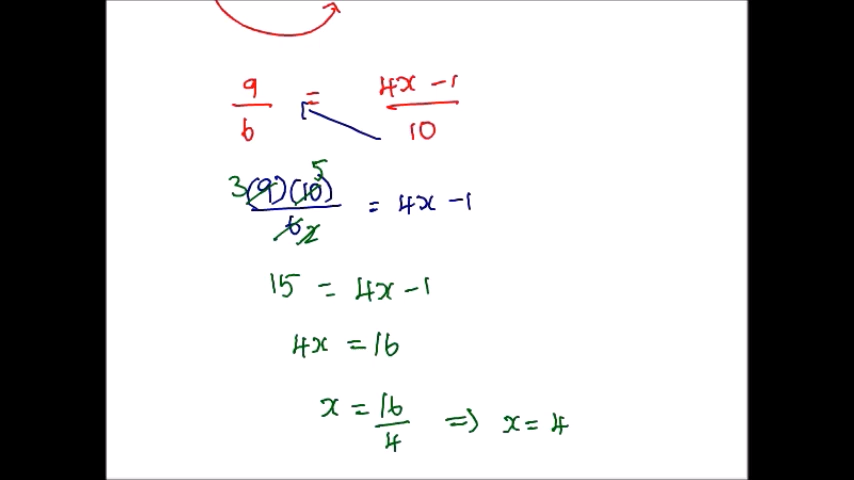 9/6 = 4x - 1/10
3 (9)(10) 5 / 6 2 = 4x - 1
15 = 4x - 1
4x = 16
x = 16/4 => x = 4